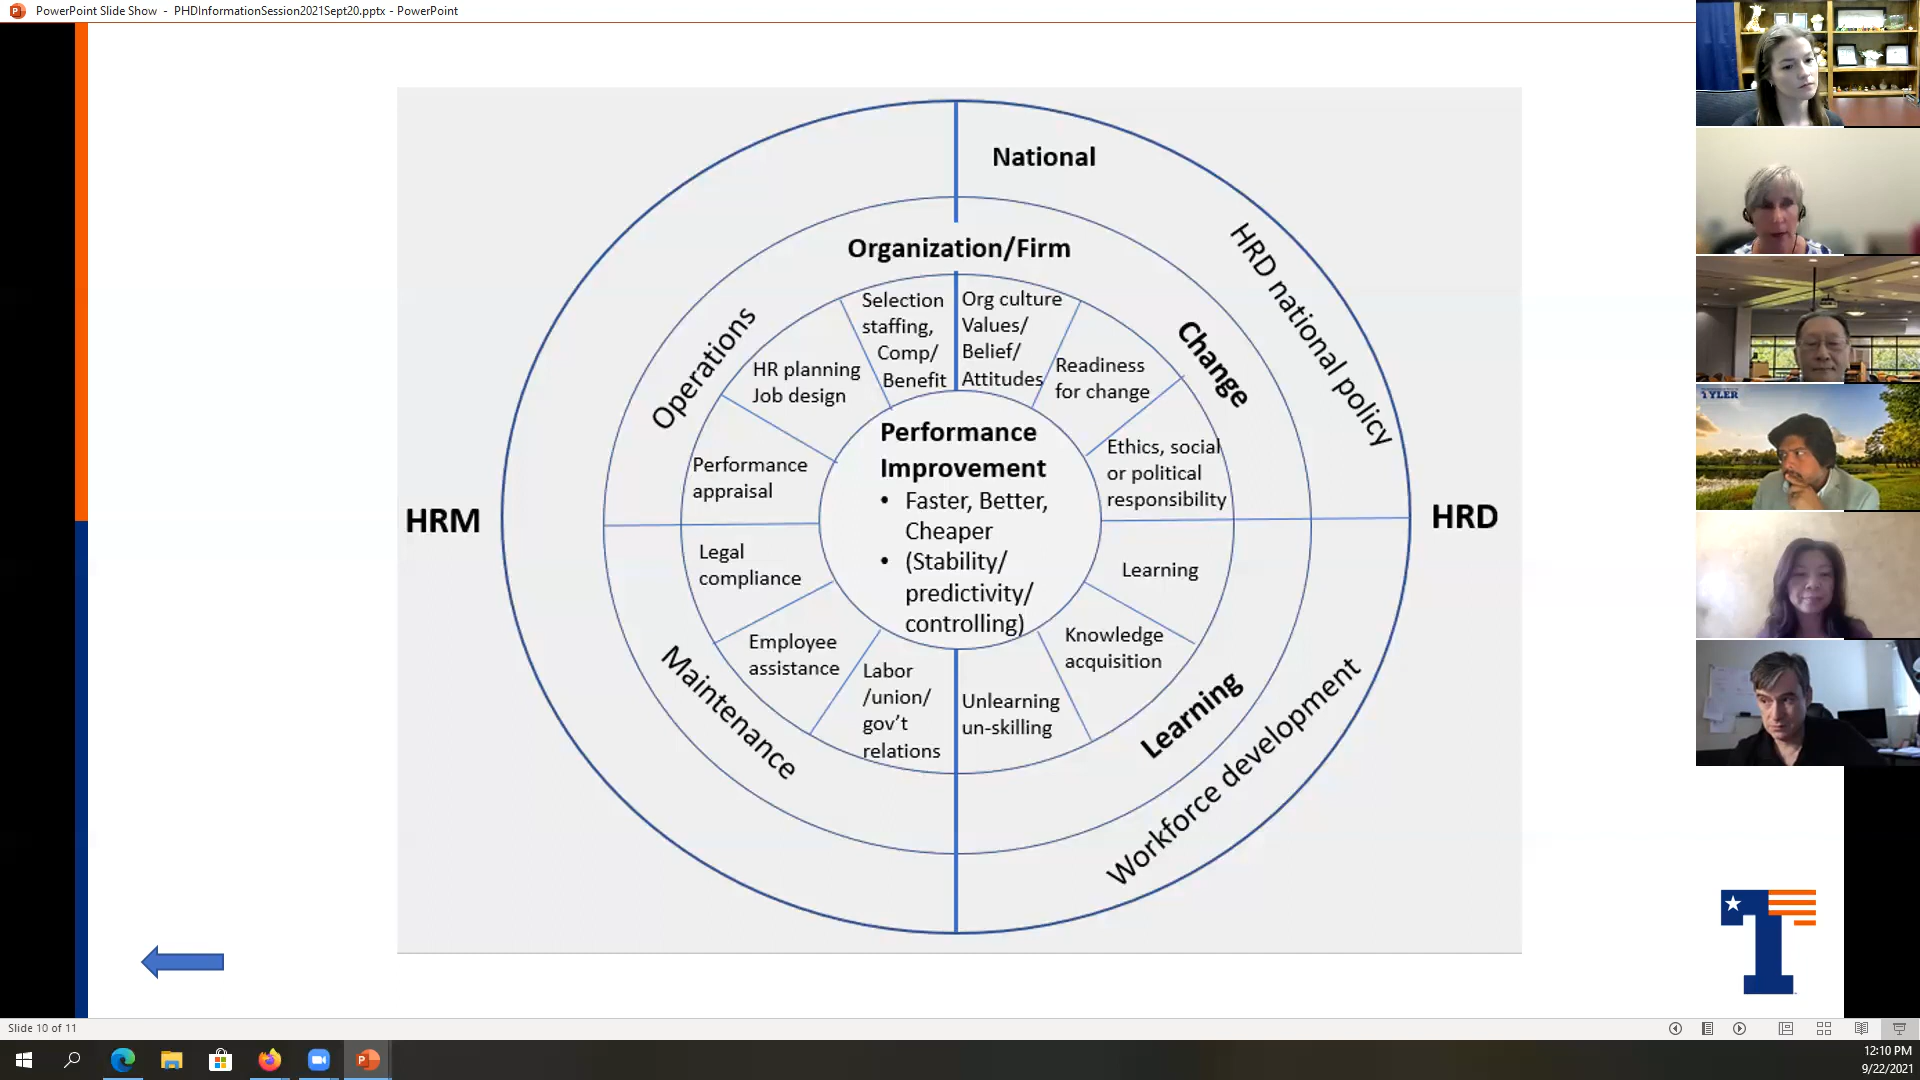 PowerPoint Slide Show - PHDInformationSession2021Sept20.pptx - PowerPoint
National
HRD national policy
Organization/Firm
Operations
Change
Selection
staffing,
Comp/
Benefit
Org culture
Values/
Belief/
Attitudes
HR planning
Job design
Readiness
for change
Performance
appraisal
Ethics, social
or political
responsibility
Performance
Improvement
• Faster, Better,
Cheaper
• (Stability/
predictivity/
controlling)
HRM
HRD
Legal
compliance
Learning
Employee
assistance
Knowledge
acquisition
Labor
/union/
gov't
relations
Unlearning
un-skilling
Maintenance
Learning
Workforce development
TYLER
Slide 10 of 11
12:10 PM
9/22/2021